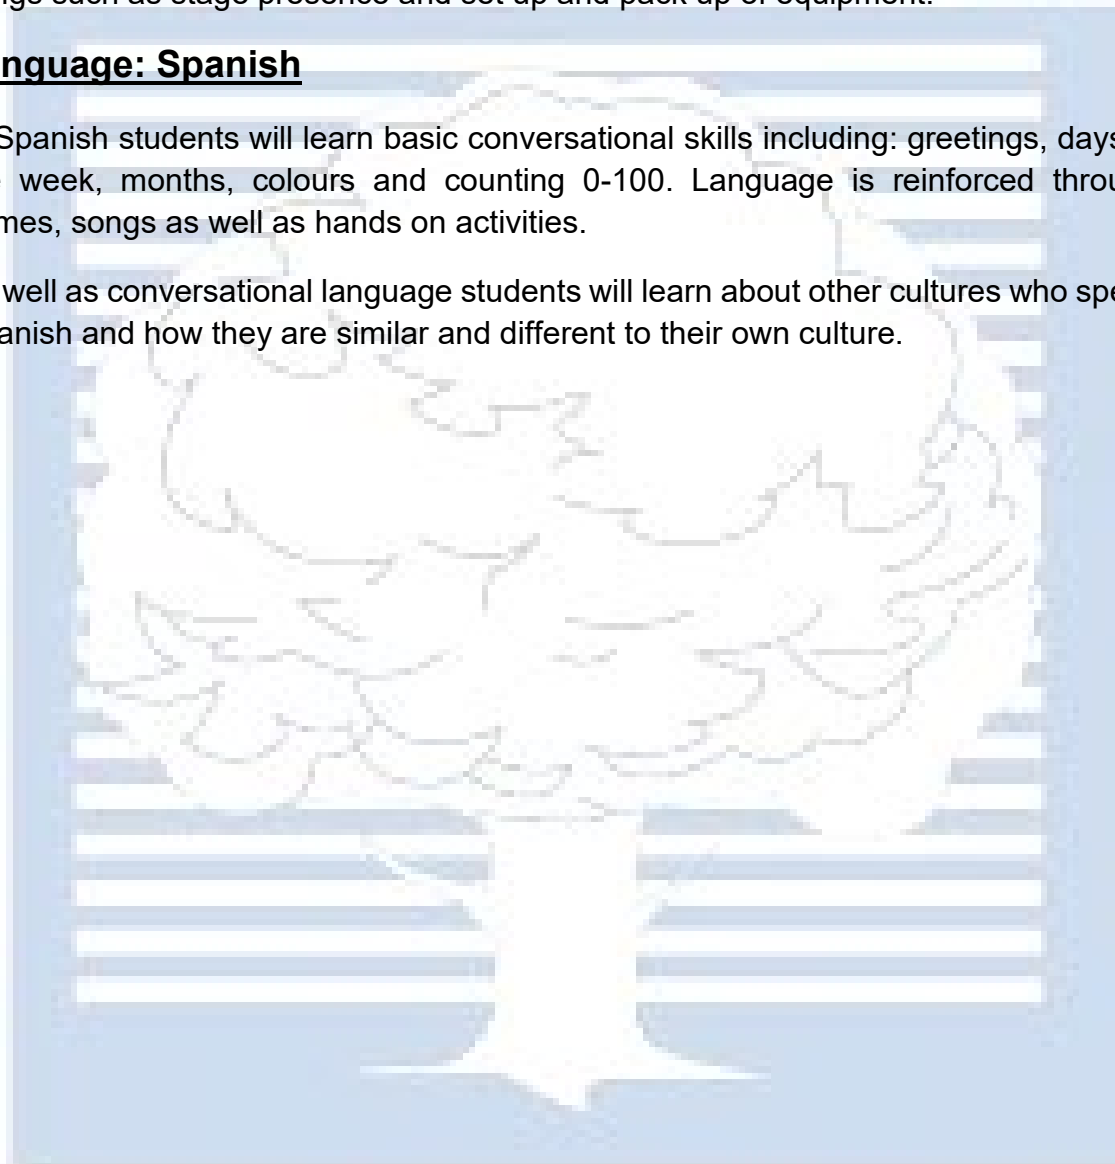 ngs such as stage presence and set up and pack up of equipment.
nguage: Spanish
Spanish students will learn basic conversational skills including: greetings, days
week, months, colours and counting 0-100. Language is reinforced throu
mes, songs as well as hands on activities.
well as conversational language students will learn about other cultures who spe
anish and how they are similar and different to their own culture.